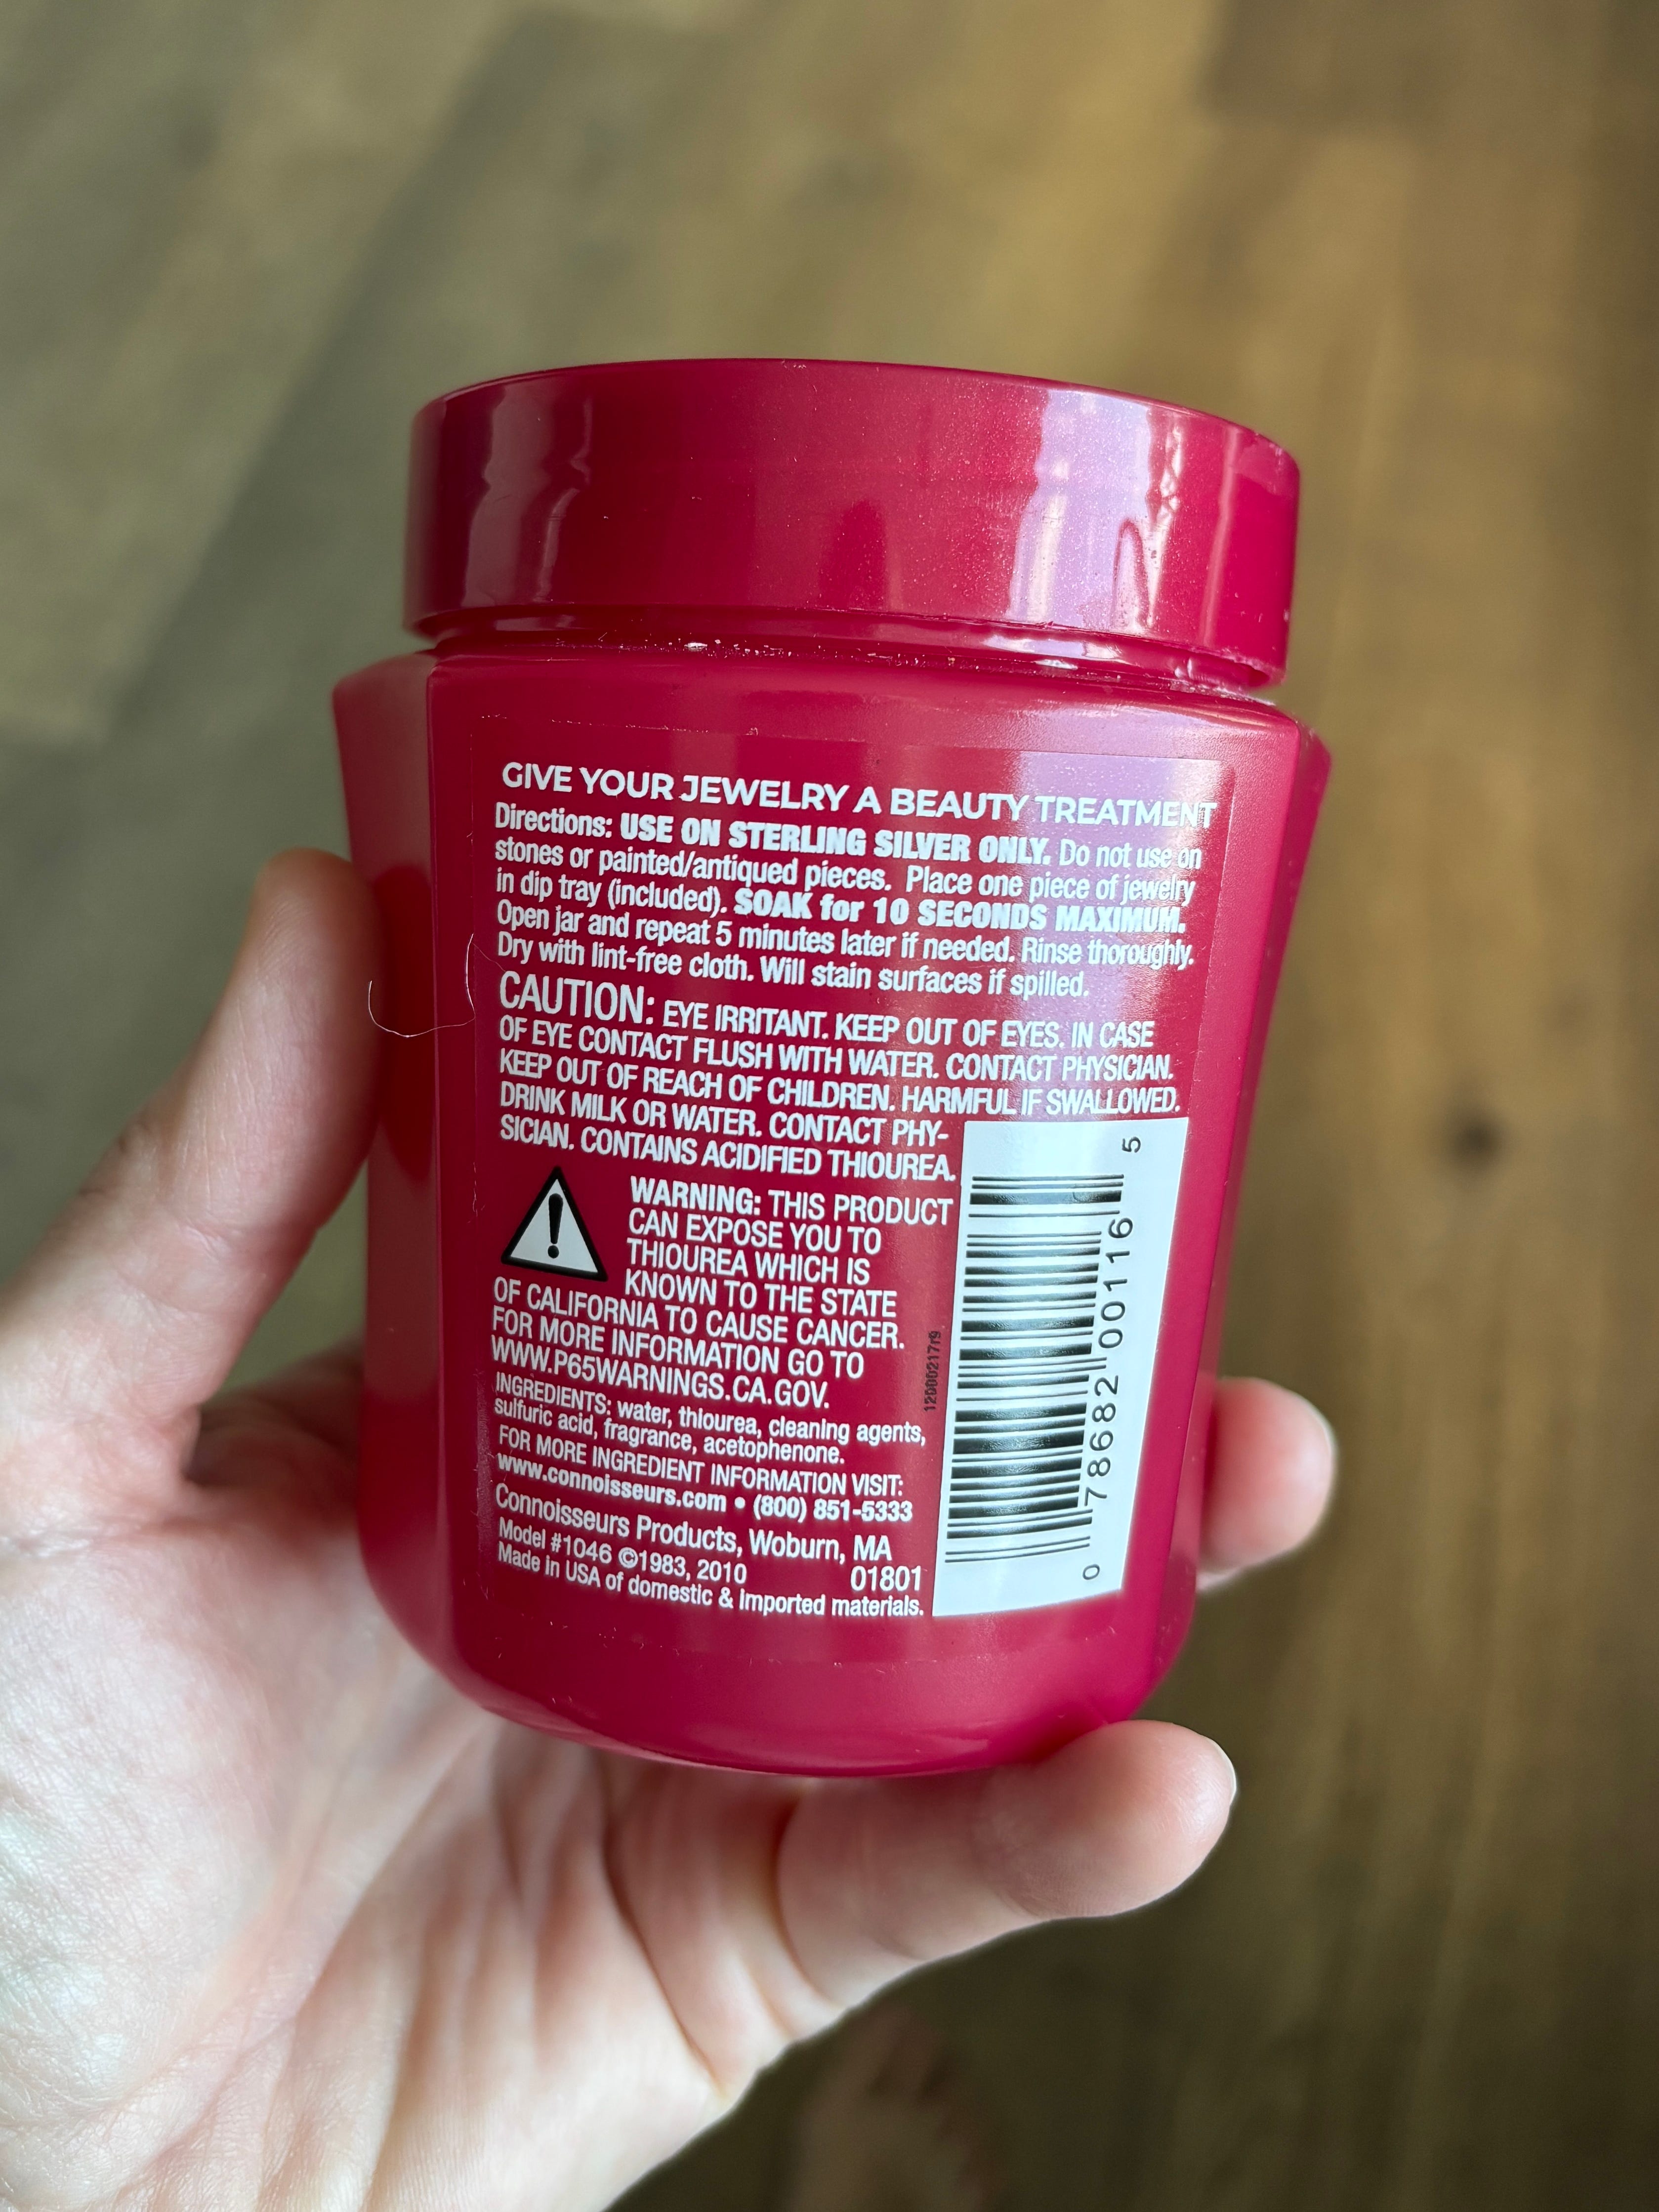 GIVE YOUR JEWELRY A BEAUTY TREATMENT
Directions: USE ON STERLING SILVER ONLY. Do not use on
stones or painted/antiqued pieces. Place one piece of jewelry
in dip tray (included). SOAK for 10 SECONDS MAXIMUM.
Open jar and repeat 5 minutes later if needed. Rinse thoroughly.
Dry with lint-free cloth. Will stain surfaces if spilled.
CAUTION: EYE IRRITANT. KEEP OUT OF EYES. IN CASE
OF EYE CONTACT FLUSH WITH WATER. CONTACT PHYSICIAN.
KEEP OUT OF REACH OF CHILDREN. HARMFUL IF SWALLOWED.
DRINK MILK OR WATER. CONTACT PHY-
SICIAN. CONTAINS ACIDIFIED THIOUREA.
WARNING: THIS PRODUCT
CAN EXPOSE YOU TO
THIOUREA WHICH IS
KNOWN TO THE STATE
OF CALIFORNIA TO CAUSE CANCER.
FOR MORE INFORMATION GO TO
WWW.P65WARNINGS.CA.GOV.
INGREDIENTS: water, thiourea, cleaning agents,
sulfuric acid, fragrance, acetophenone.
FOR MORE INGREDIENT INFORMATION VISIT:
www.connoisseurs.com • (800) 851-5333
Connoisseurs Products, Woburn, MA
Model #1046 ©1983, 2010 01801
Made in USA of domestic & imported materials.
12000217r9
0 78682 00116 5